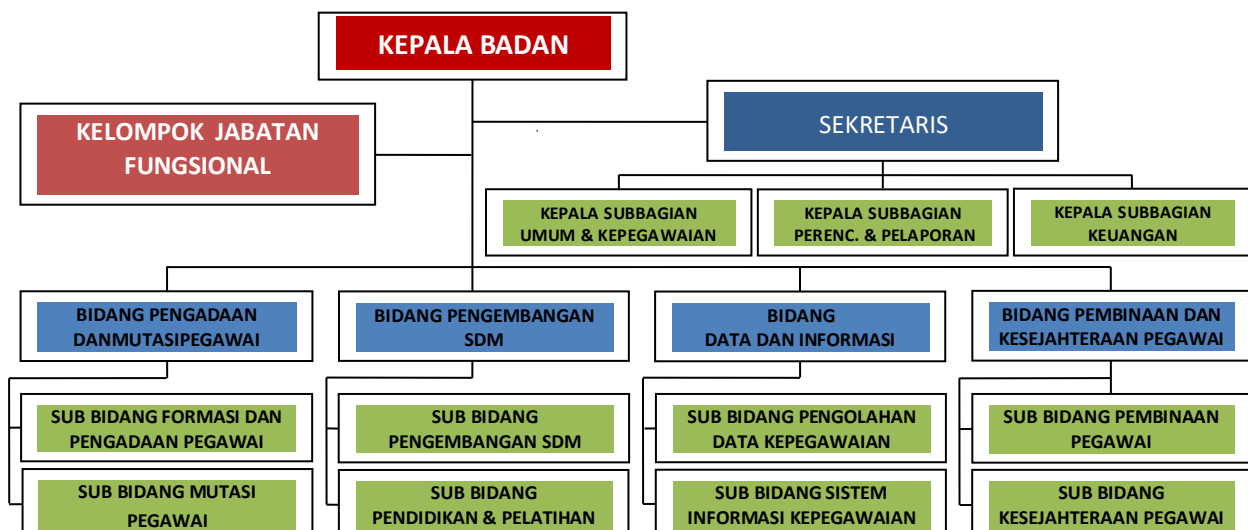 KEPALA BADAN
KELOMPOK JABATAN
FUNGSIONAL
SEKRETARIS
KEPALA SUBBAGIAN
UMUM & KEPEGAWAIAN
KEPALA SUBBAGIAN
PERENC. & PELAPORAN
KEPALA SUBBAGIAN
KEUANGAN
BIDANG PENGADAAN
DANMUTASIPEGAWAI
BIDANG PENGEMBANGAN
SDM
BIDANG
DATA DAN INFORMASI
BIDANG PEMBINAAN DAN
KESEJAHTERAAN PEGAWAI
SUB BIDANG FORMASI DAN
PENGADAAN PEGAWAI
SUB BIDANG
PENGEMBANGAN SDM
SUB BIDANG PENGOLAHAN
DATA KEPEGAWAIAN
SUB BIDANG PEMBINAAN
PEGAWAI
SUB BIDANG MUTASI
PEGAWAI
SUB BIDANG
PENDIDIKAN & PELATIHAN
SUB BIDANG SISTEM
INFORMASI KEPEGAWAIAN
SUB BIDANG
KESEJAHTERAAN PEGAWAI